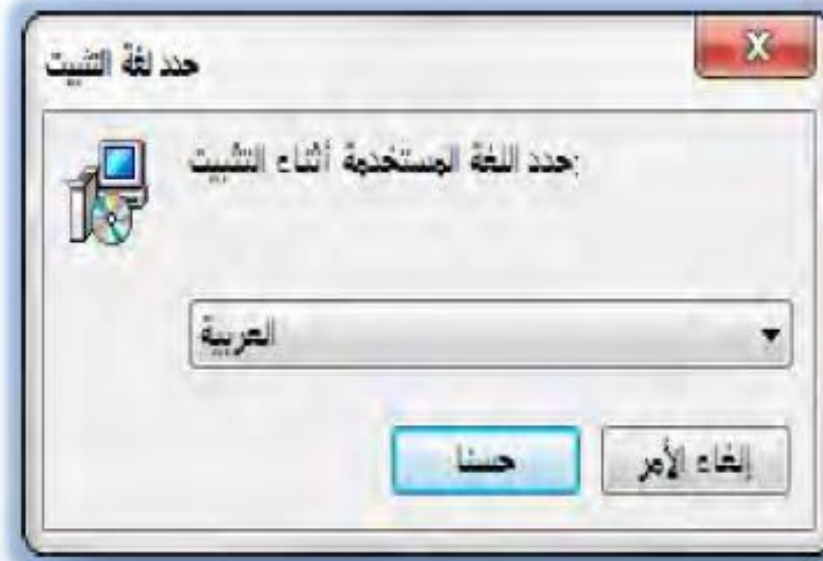 حدد لغة التثبيت
حدد اللغة المستخدمة أثناء التثبيت:
العربية
حسنا
إلغاء الأمر